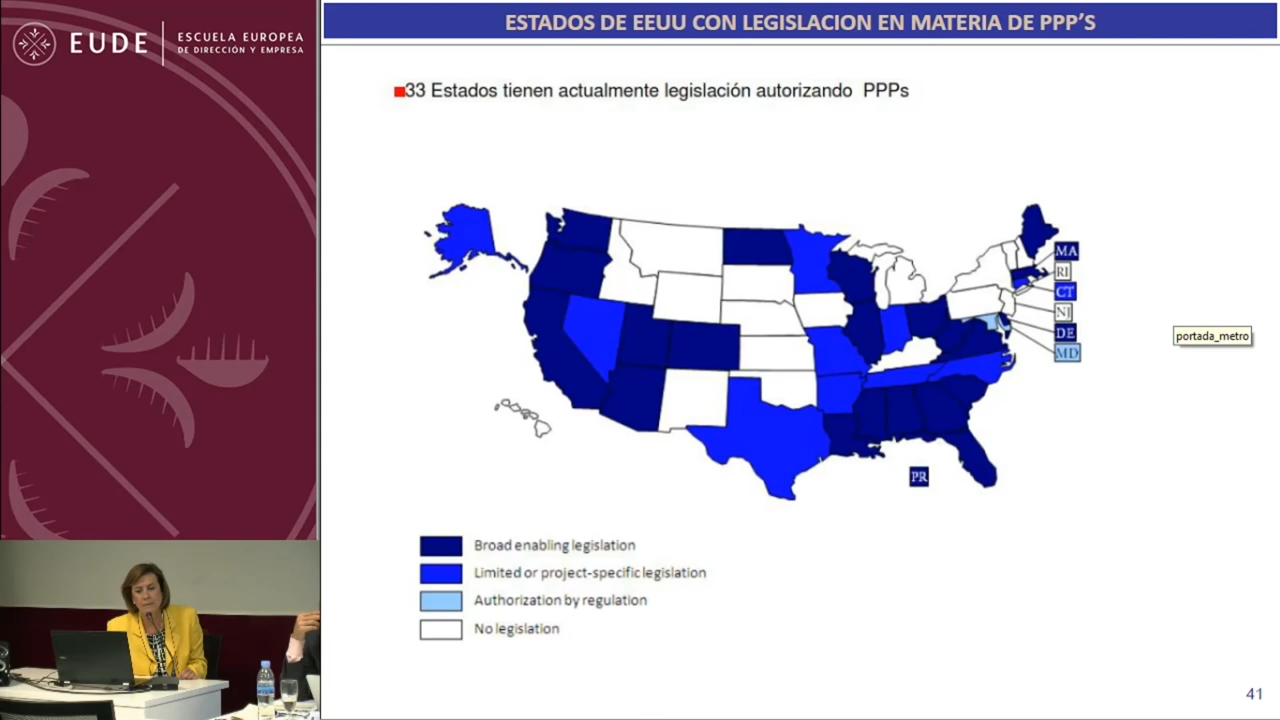 EUDE
ESCUELA EUROPEA
DE DIRECCIÓN Y EMPRESA
ESTADOS DE EEUU CON LEGISLACION EN MATERIA DE PPP'S
33 Estados tienen actualmente legislación autorizando PPPs
MA
RI
CT
NJ
DE
MD
portada_metro
PR
Broad enabling legislation
Limited or project-specific legislation
Authorization by regulation
No legislation
41